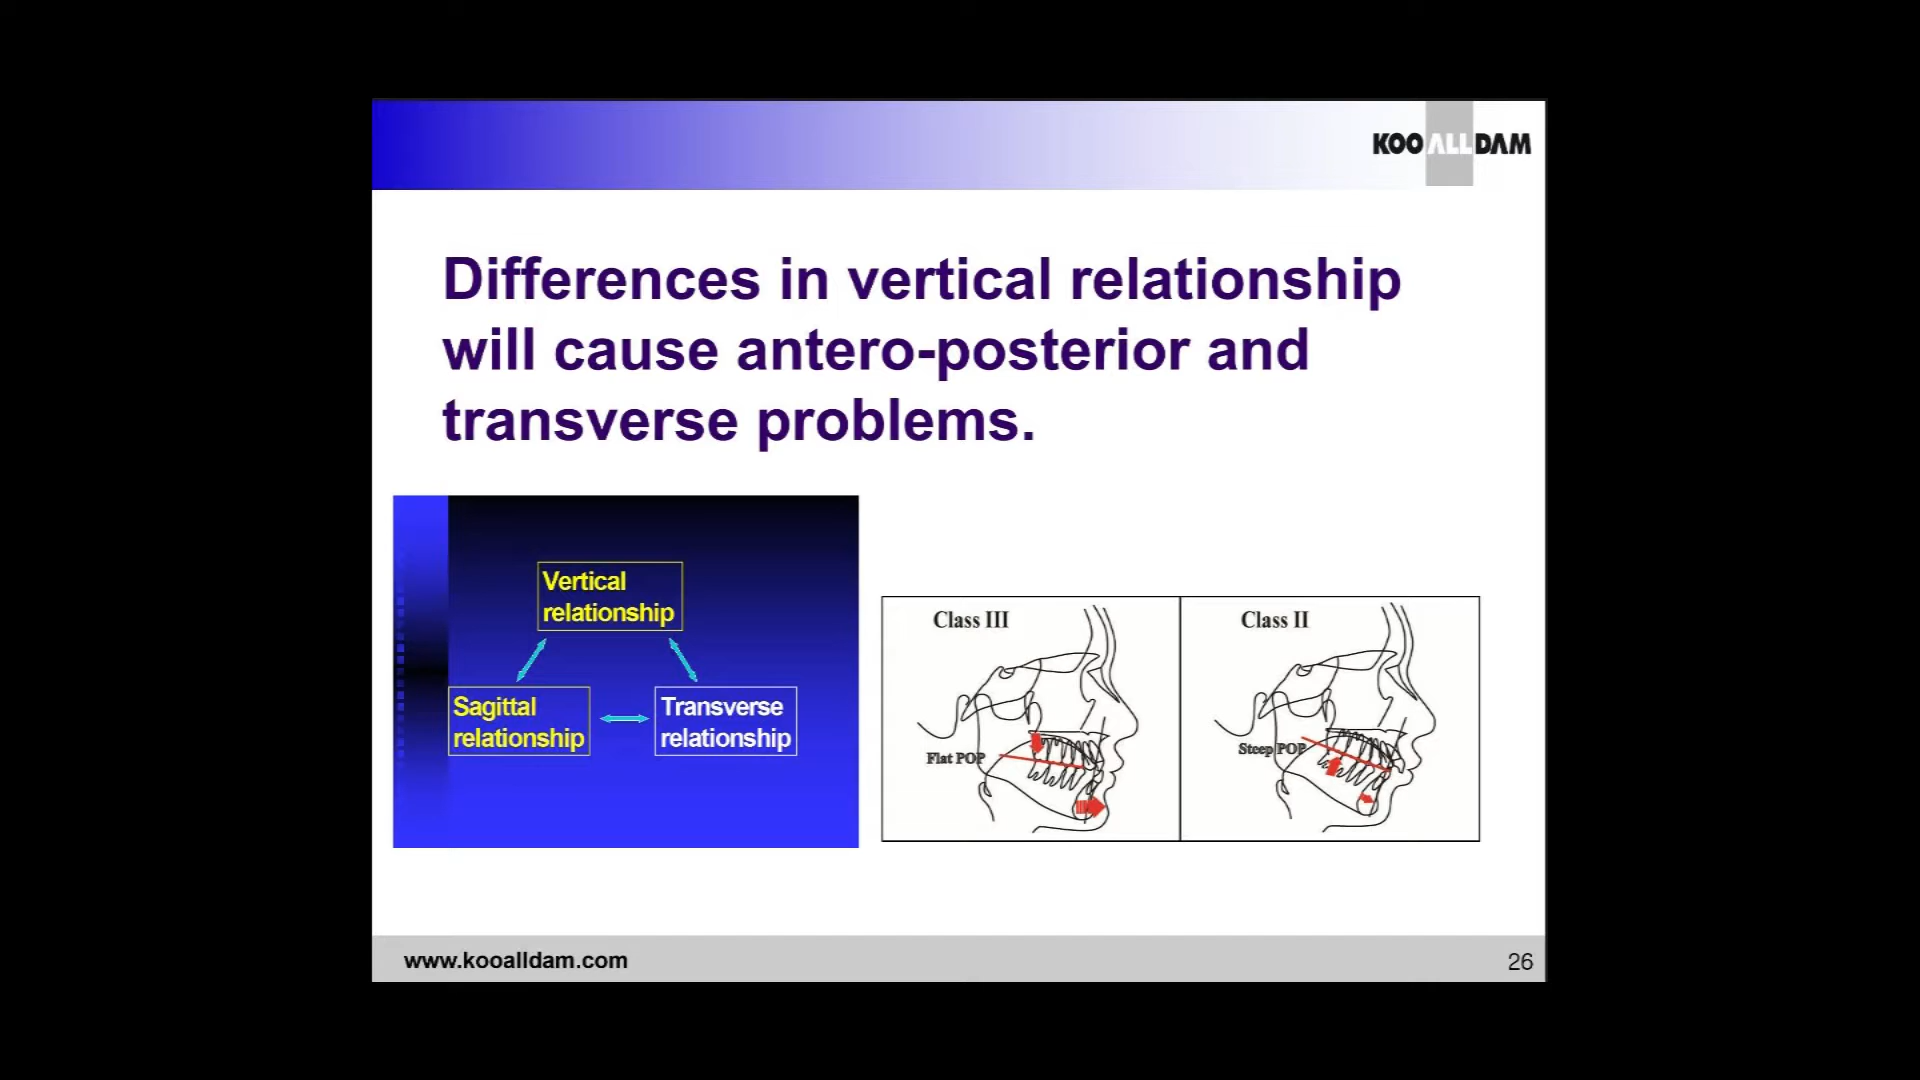 KOO ALL DAM
Differences in vertical relationship
will cause antero-posterior and
transverse problems.
Vertical
relationship
Sagittal
relationship
Transverse
relationship
Class III
Flat POP
Class II
Steep POP
www.kooalldam.com
26